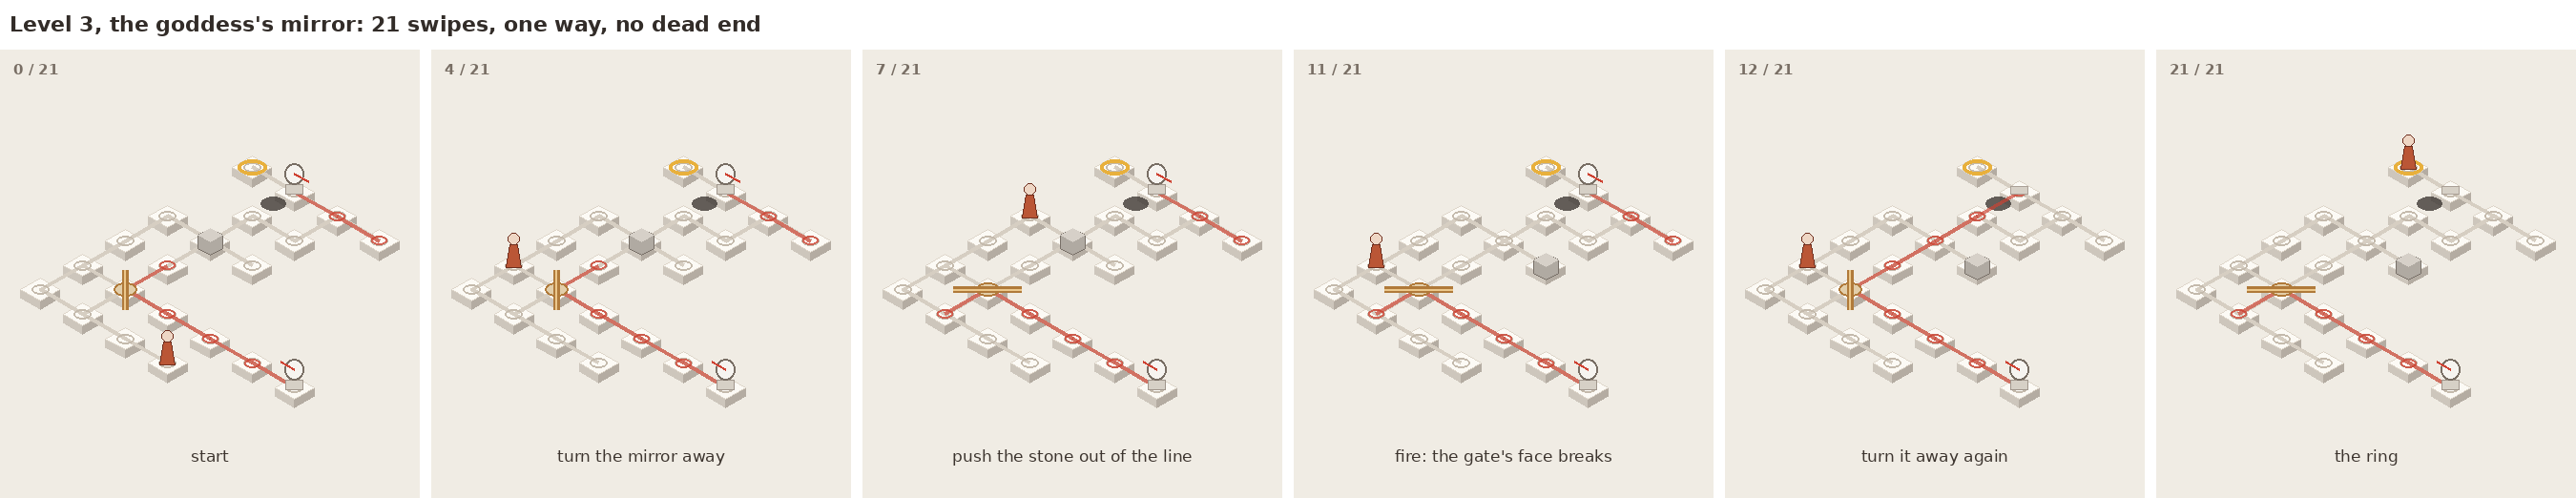 Level 3, the goddess's mirror: 21 swipes, one way, no dead end
0 / 21
4 / 21
7 / 21
11 / 21
12 / 21
21 / 21
start
turn the mirror away
push the stone out of the line
fire: the gate's face breaks
turn it away again
the ring